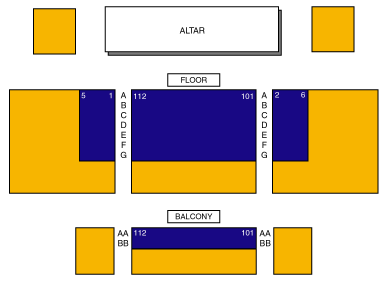 ALTAR
FLOOR
5 1 A 112 101 A 2 6
B B
C C
D D
E E
F F
G G
BALCONY
AA 112 101 AA
BB BB